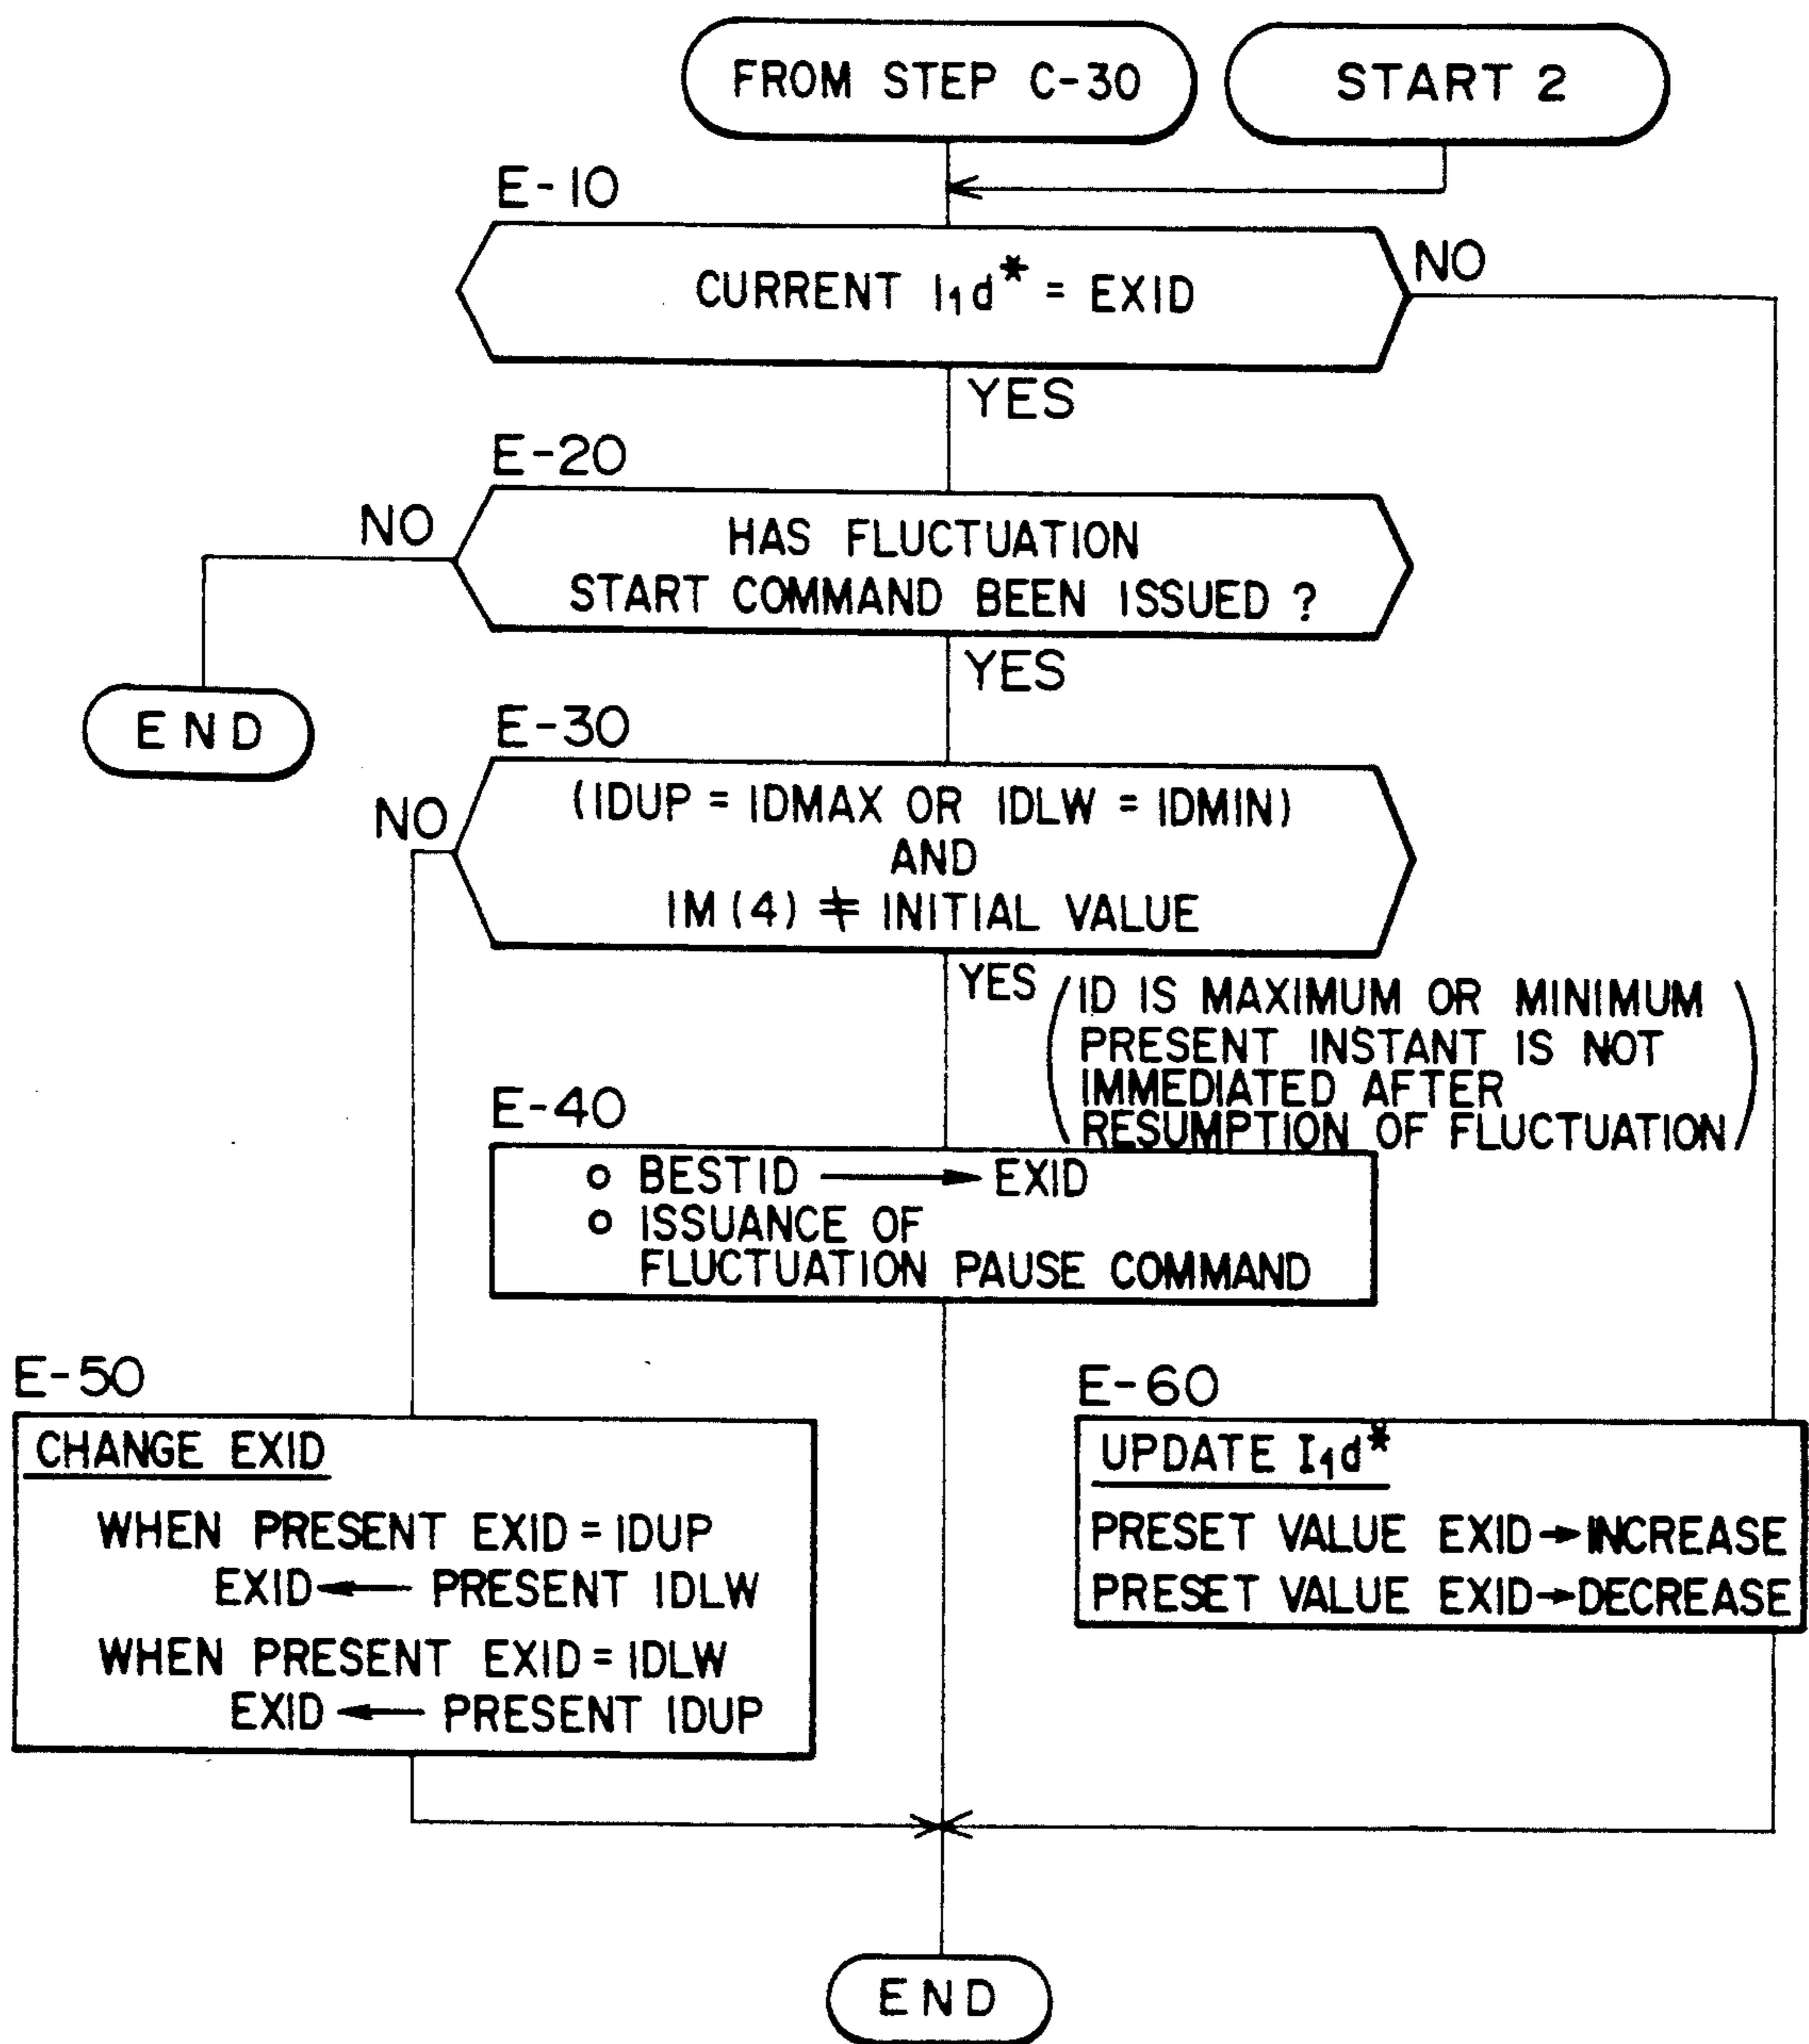 FROM STEP C-30
START 2
E-10
CURRENT I1d* = EXID
NO
YES
E-20
HAS FLUCTUATION
START COMMAND BEEN ISSUED ?
NO
END
YES
E-30
(IDUP = IDMAX OR IDLW = IDMIN)
AND
IM(4) ≠ INITIAL VALUE
NO
YES
(ID IS MAXIMUM OR MINIMUM
PRESENT INSTANT IS NOT
IMMEDIATED AFTER
RESUMPTION OF FLUCTUATION)
E-40
o BESTID → EXID
o ISSUANCE OF
FLUCTUATION PAUSE COMMAND
E-50
CHANGE EXID
WHEN PRESENT EXID = IDUP
EXID ← PRESENT IDLW
WHEN PRESENT EXID = IDLW
EXID ← PRESENT IDUP
E-60
UPDATE I1d*
PRESET VALUE EXID → INCREASE
PRESET VALUE EXID → DECREASE
END